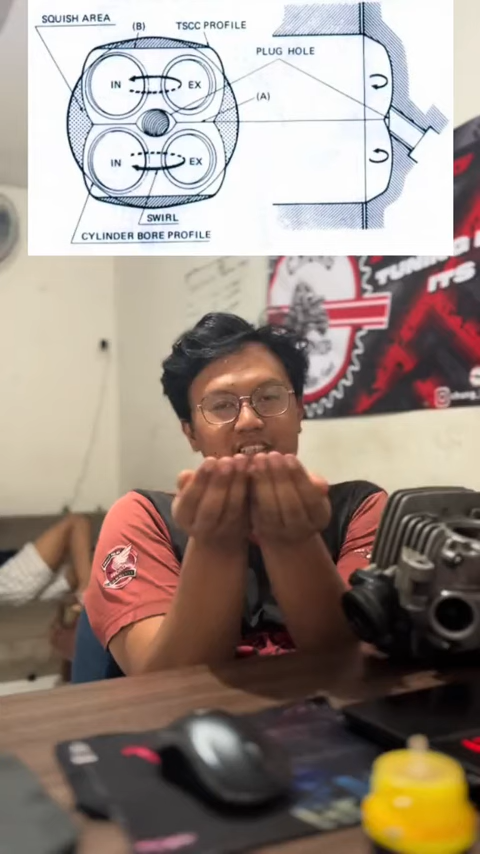 SQUISH AREA
(B)
TSCC PROFILE
PLUG HOLE
IN
EX
(A)
IN
EX
SWIRL
CYLINDER BORE PROFILE
TUNING
ITS